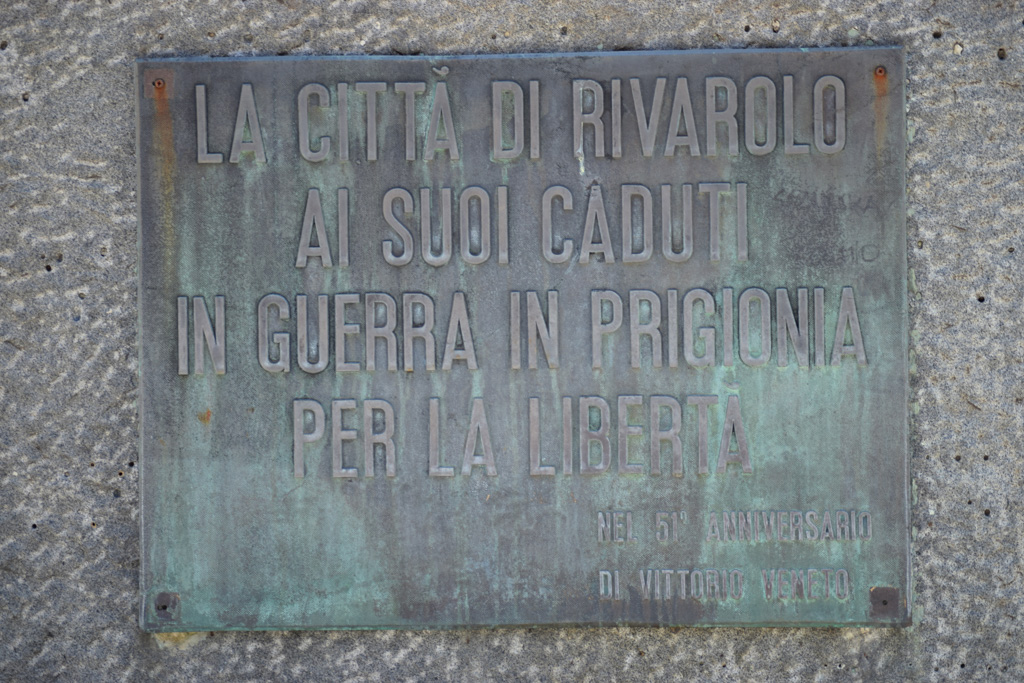 LA CITTÀ DI RIVAROLO
AI SUOI CADUTI
IN GUERRA IN PRIGIONIA
PER LA LIBERTÀ
NEL 51° ANNIVERSARIO
DI VITTORIO VENETO